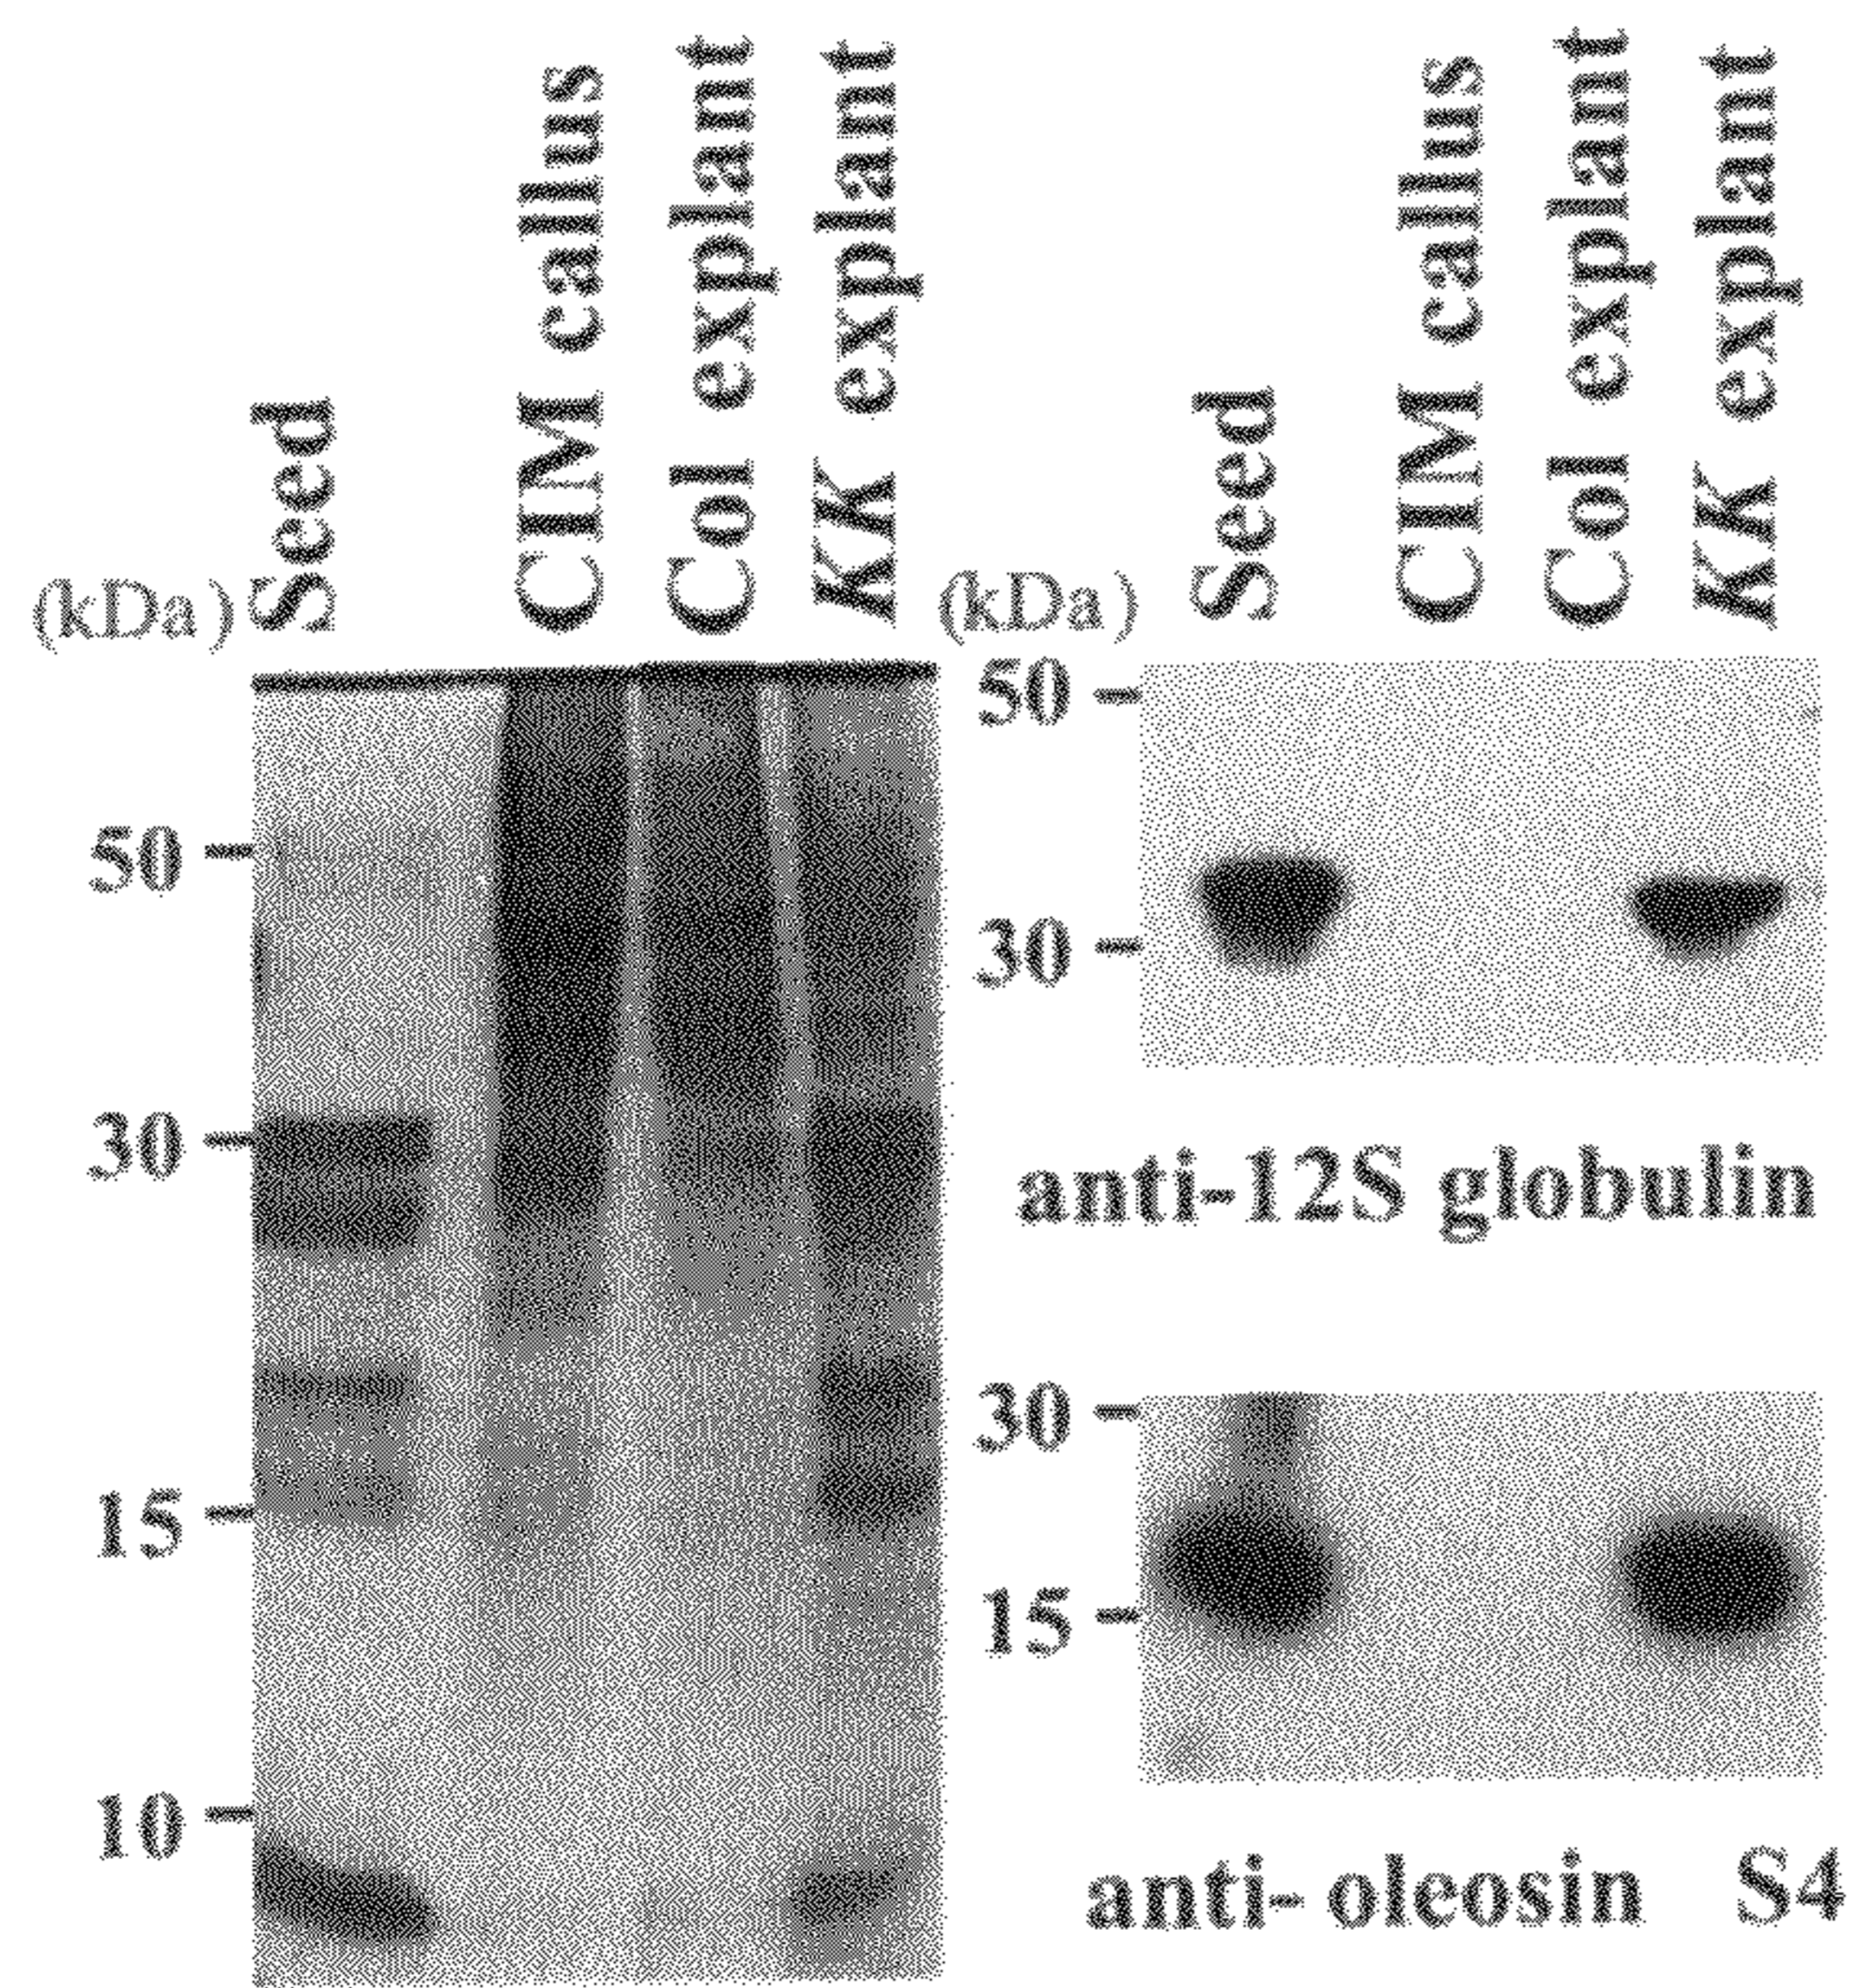 Seed
CIM callus
Col explant
KK explant
(kDa)
50
30
15
10
Seed
CIM callus
Col explant
KK explant
(kDa)
50
30
anti-12S globulin
30
15
anti- oleosin S4